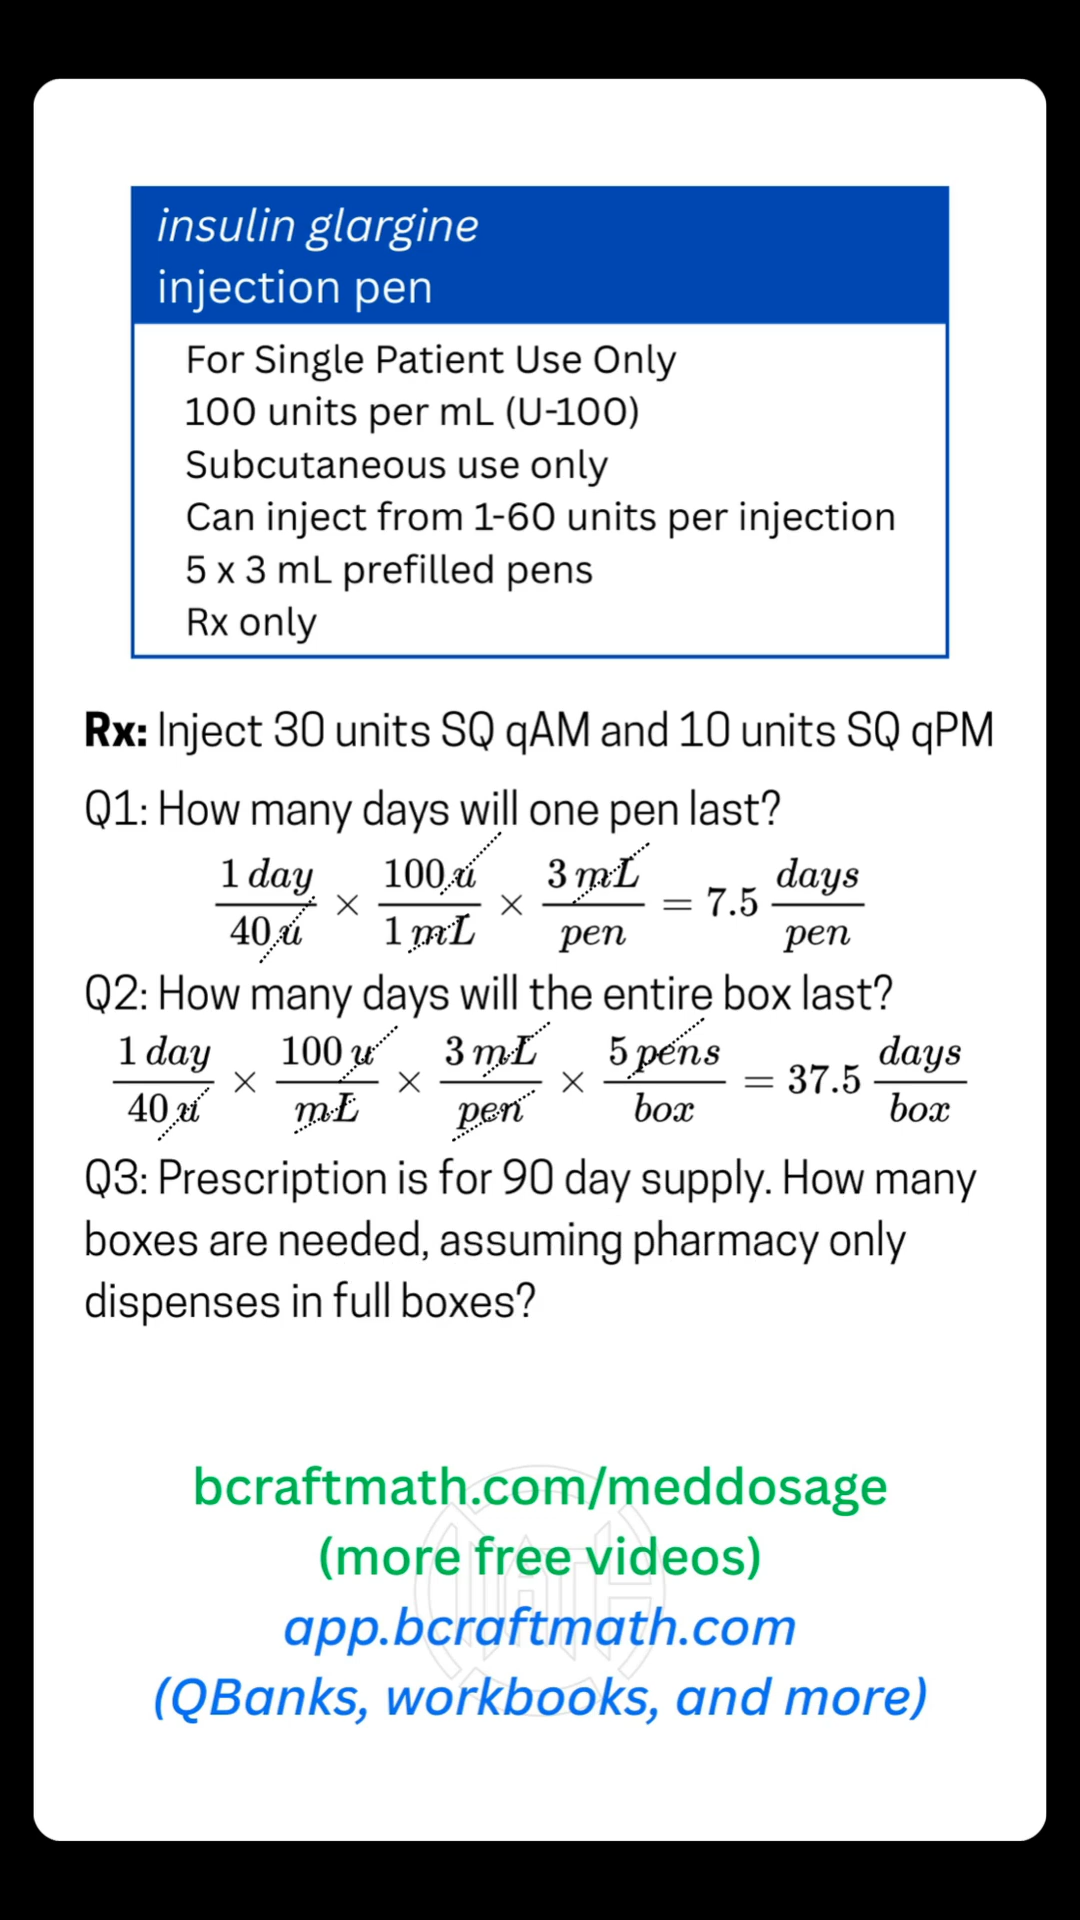 insulin glargine
injection pen
For Single Patient Use Only
100 units per mL (U-100)
Subcutaneous use only
Can inject from 1-60 units per injection
5 x 3 mL prefilled pens
Rx only
Rx: Inject 30 units SQ qAM and 10 units SQ qPM
Q1: How many days will one pen last?
1 day / 40 u × 100 u / 1 mL × 3 mL / pen = 7.5 days / pen
Q2: How many days will the entire box last?
1 day / 40 u × 100 u / mL × 3 mL / pen × 5 pens / box = 37.5 days / box
Q3: Prescription is for 90 day supply. How many
boxes are needed, assuming pharmacy only
dispenses in full boxes?
bcraftmath.com/meddosage
(more free videos)
app.bcraftmath.com
(QBanks, workbooks, and more)